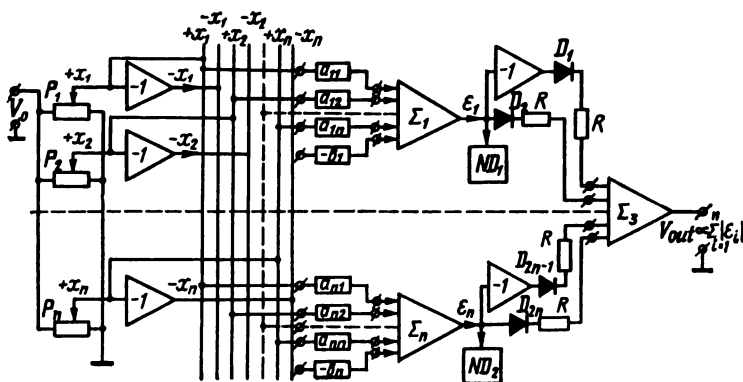 -x₁ -x₂
+x₁ +x₂ +xₙ -xₙ
V₀
P₁ +x₁ -1 -x₁
P₂ +x₂ -1 -x₂
Pₙ +xₙ -1 -xₙ
a₁₁
a₁₂
a₁ₙ
-b₁
Σ₁ ε₁
ND₁
-1 D₁
D₂ R
R
Σ₃
Vout∝Σ|εᵢ|
n
i=1
aₙ₁
aₙ₂
aₙₙ
-bₙ
Σₙ εₙ
ND₂
-1 D₂ₙ₋₁ R
D₂ₙ R